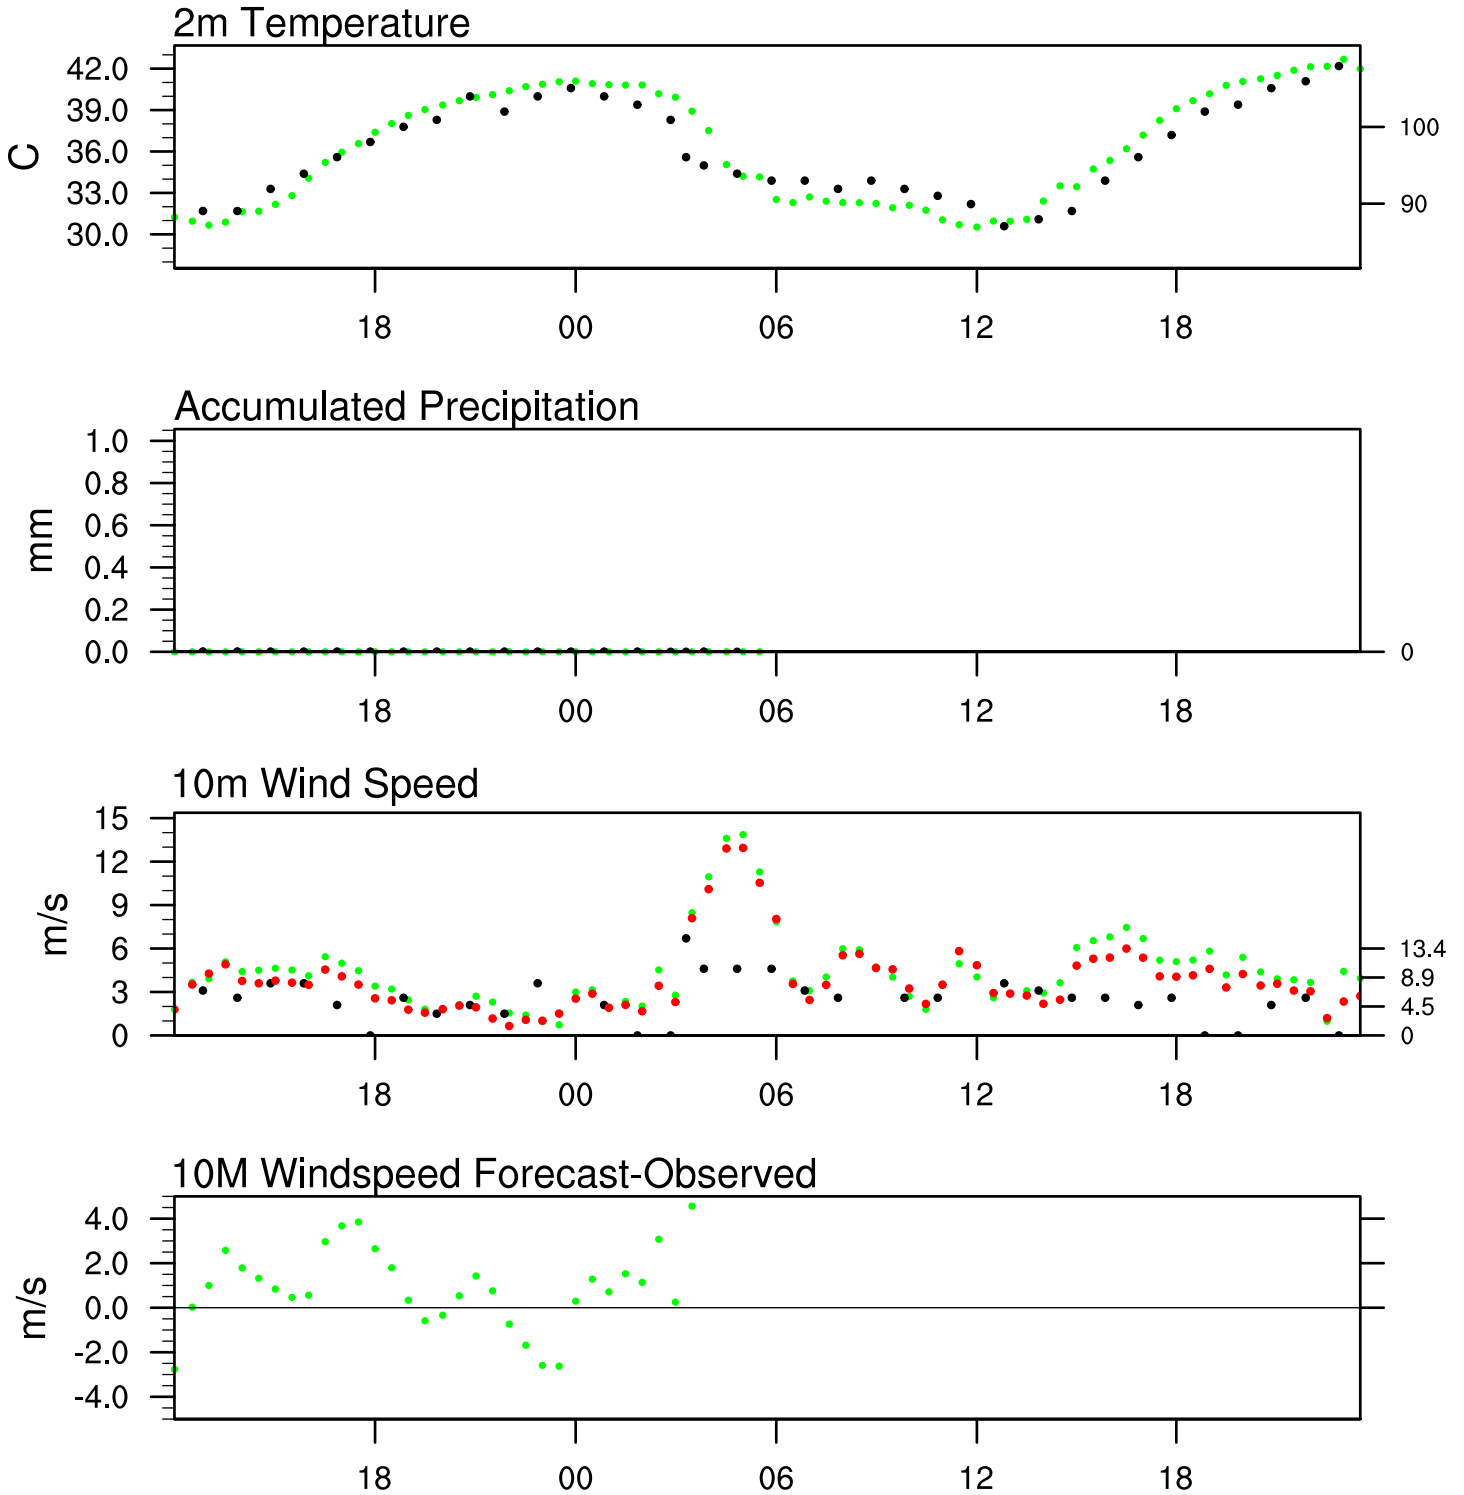 2m Temperature
42.0
39.0
36.0
33.0
30.0
C
100
90
18 00 06 12 18
Accumulated Precipitation
1.0
0.8
0.6
0.4
0.2
0.0
mm
0
18 00 06 12 18
10m Wind Speed
15
12
9
6
3
0
m/s
13.4
8.9
4.5
0
18 00 06 12 18
10M Windspeed Forecast-Observed
4.0
2.0
0.0
-2.0
-4.0
m/s
18 00 06 12 18